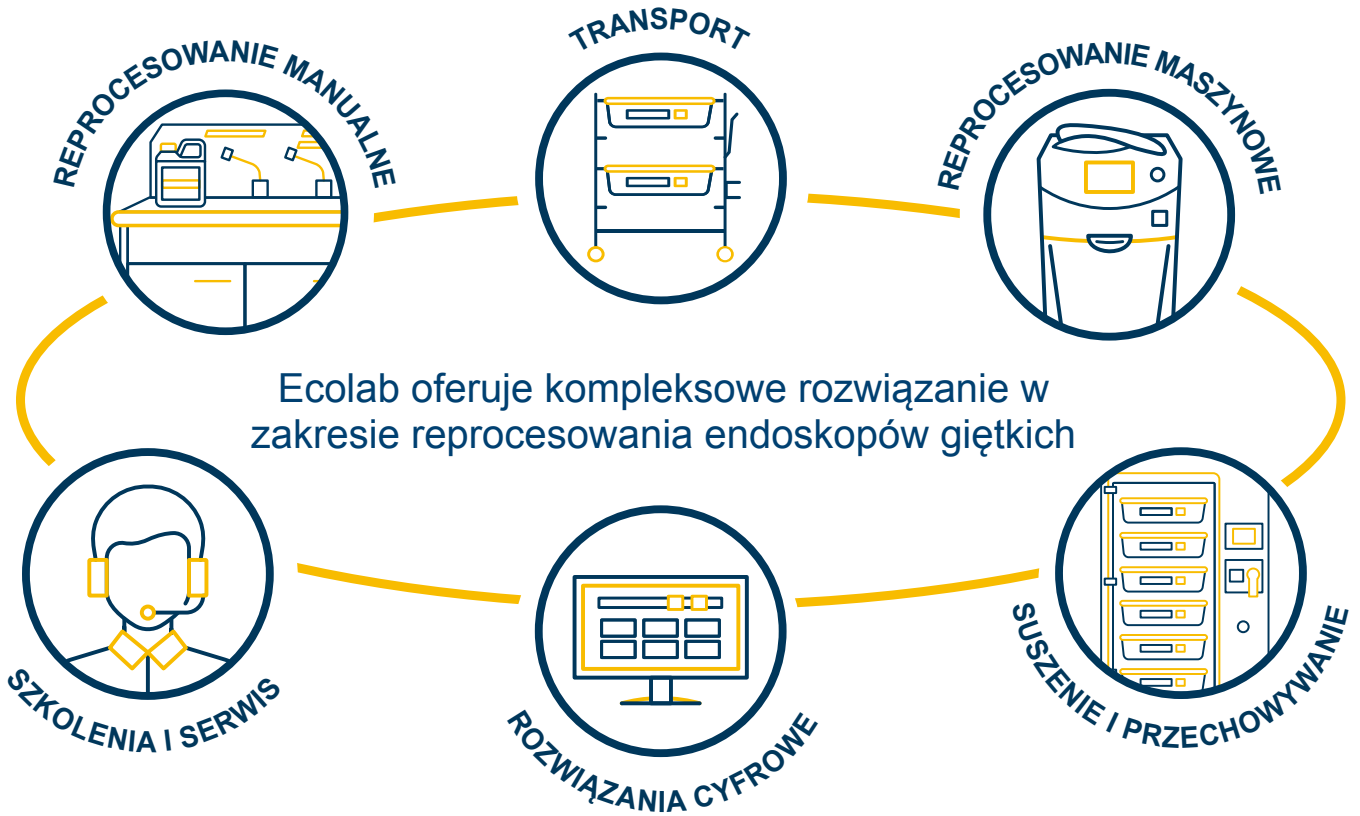 REPROCESOWANIE MANUALNE
TRANSPORT
REPROCESOWANIE MASZYNOWE
Ecolab oferuje kompleksowe rozwiązanie w
zakresie reprocesowania endoskopów giętkich
SZKOLENIA I SERWIS
ROZWIĄZANIA CYFROWE
SUSZENIE I PRZECHOWYWANIE